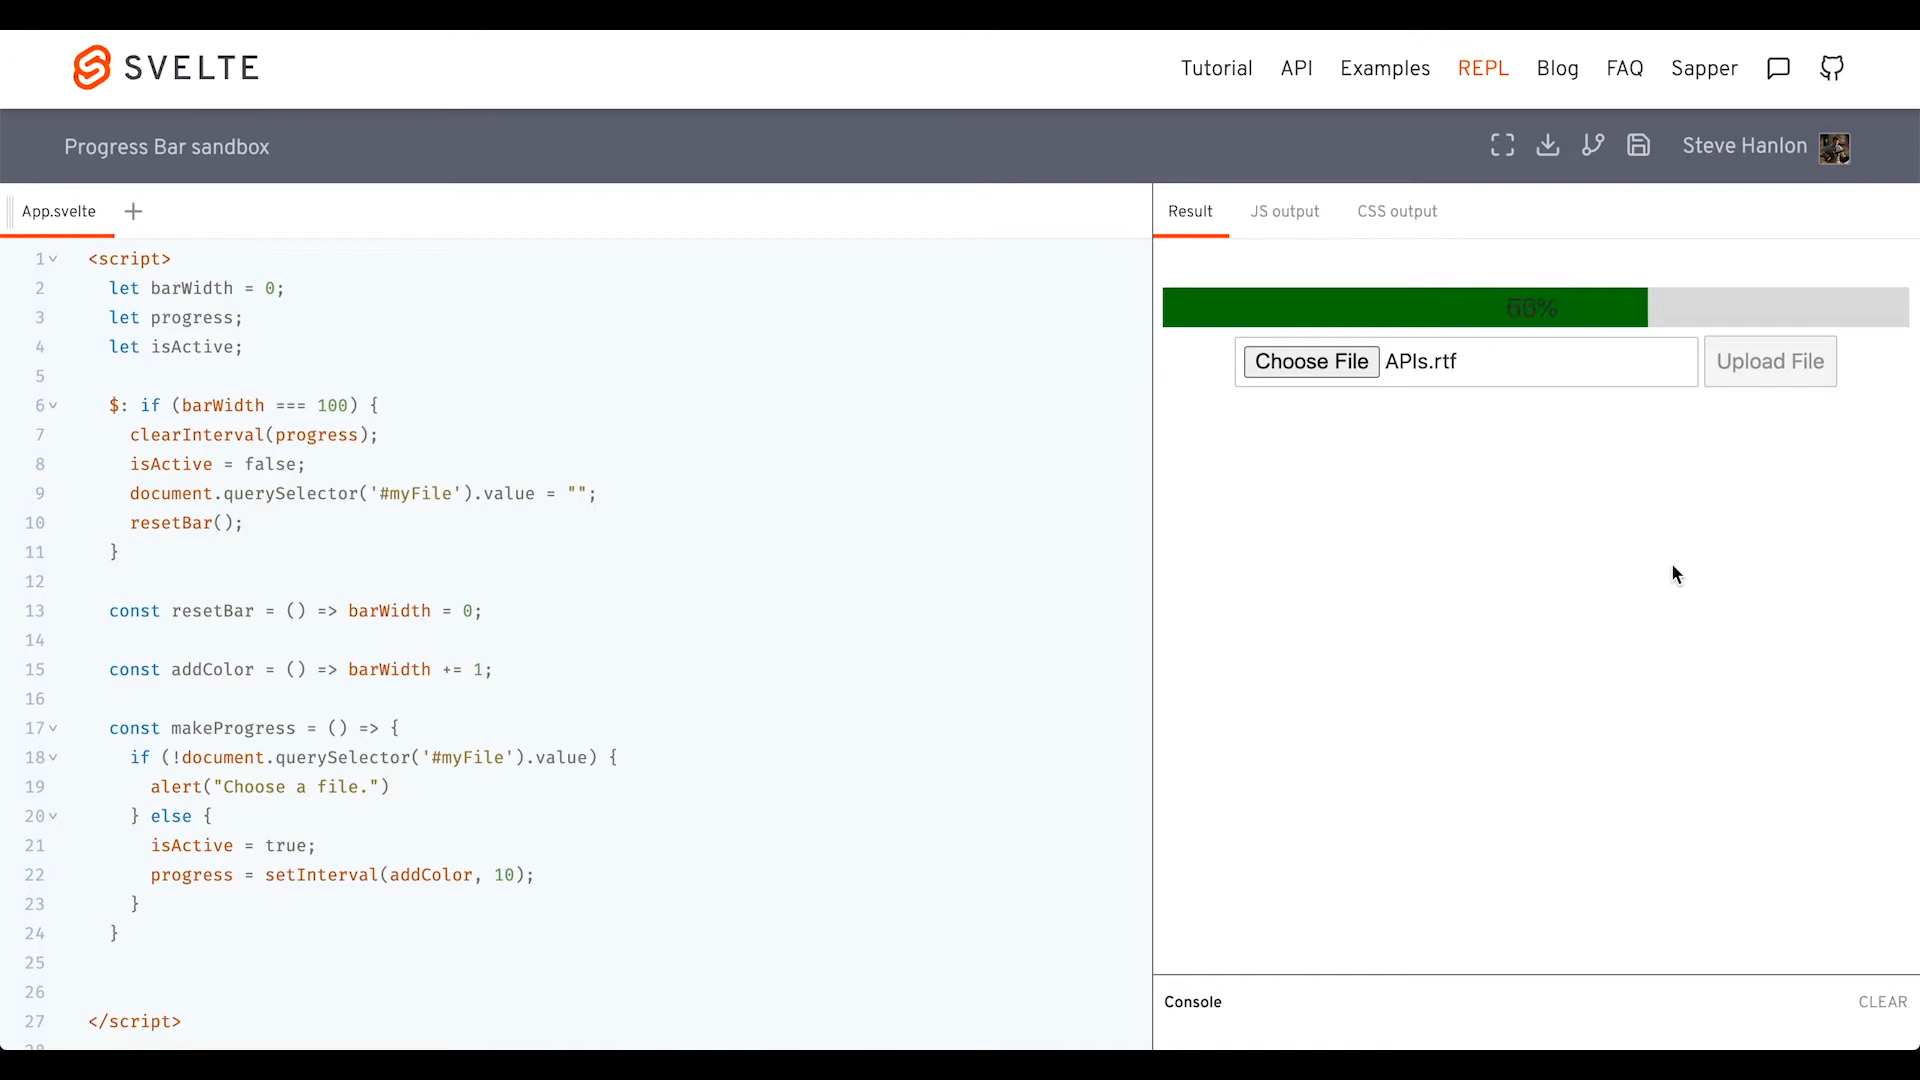 SVELTE
Tutorial API Examples REPL Blog FAQ Sapper
Progress Bar sandbox
Steve Hanlon
App.svelte +
1 <script>
2 let barWidth = 0;
3 let progress;
4 let isActive;
5
6 $: if (barWidth === 100) {
7 clearInterval(progress);
8 isActive = false;
9 document.querySelector('#myFile').value = "";
10 resetBar();
11 }
12
13 const resetBar = () => barWidth = 0;
14
15 const addColor = () => barWidth += 1;
16
17 const makeProgress = () => {
18 if (!document.querySelector('#myFile').value) {
19 alert("Choose a file.")
20 } else {
21 isActive = true;
22 progress = setInterval(addColor, 10);
23 }
24 }
25
26
27 </script>
Result JS output CSS output
Choose File APIs.rtf Upload File
Console CLEAR